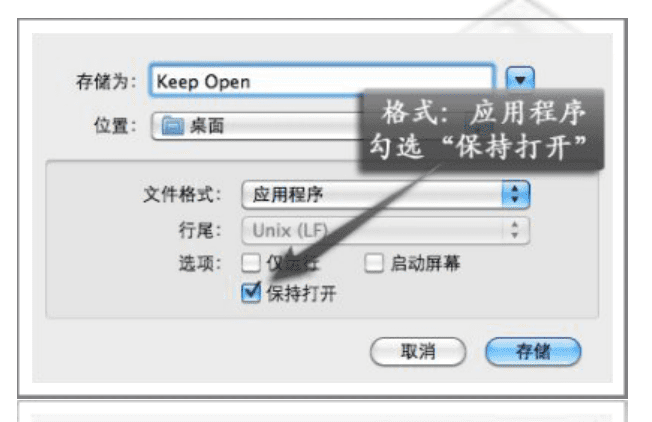 存储为: Keep Open
位置: 桌面
格式: 应用程序
勾选“保持打开”
文件格式: 应用程序
行尾: Unix (LF)
选项: 仅运行 启动屏幕
保持打开
取消 存储